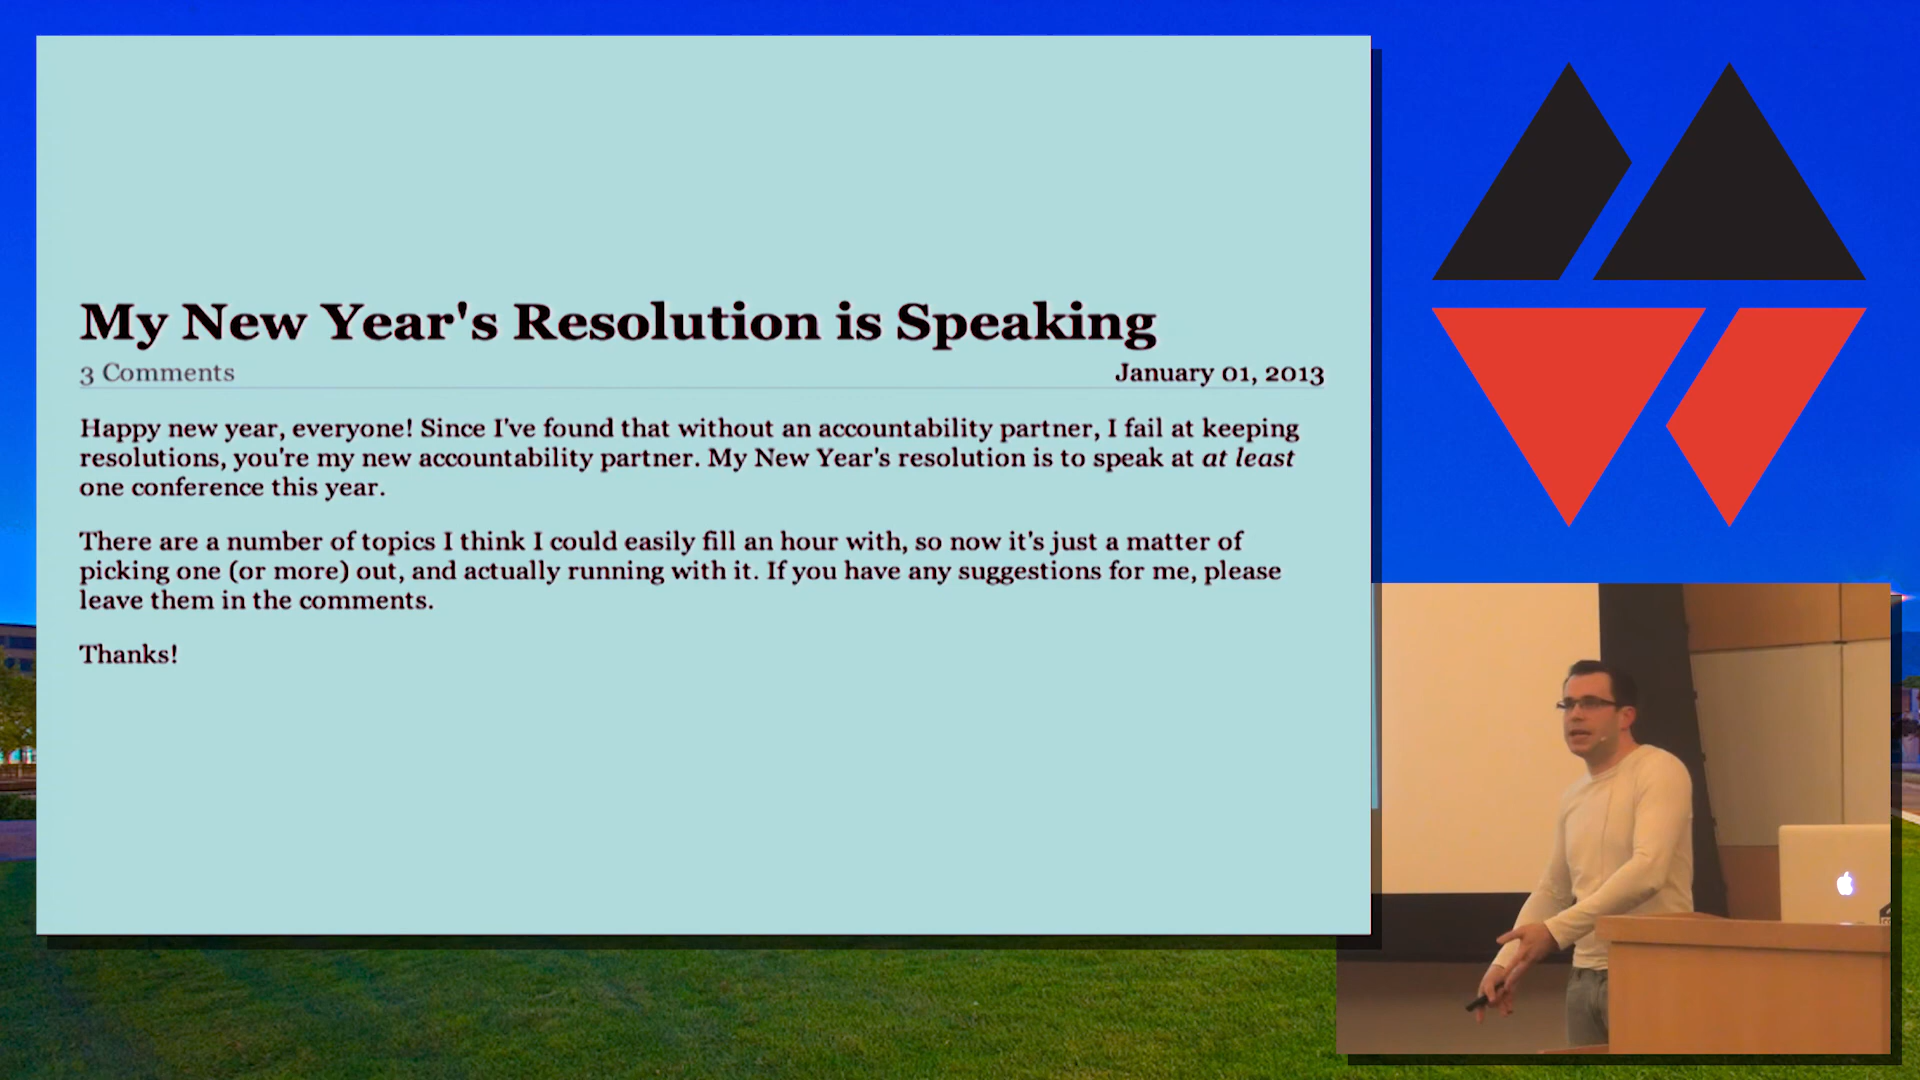 My New Year's Resolution is Speaking
3 Comments
January 01, 2013
Happy new year, everyone! Since I've found that without an accountability partner, I fail at keeping
resolutions, you're my new accountability partner. My New Year's resolution is to speak at at least
one conference this year.
There are a number of topics I think I could easily fill an hour with, so now it's just a matter of
picking one (or more) out, and actually running with it. If you have any suggestions for me, please
leave them in the comments.
Thanks!